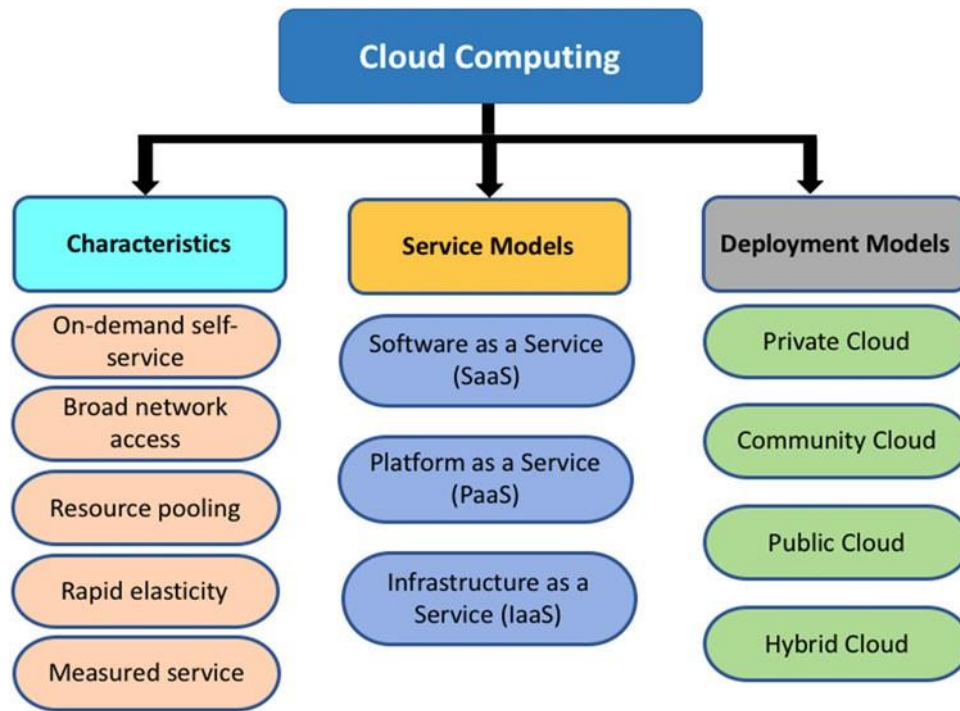 Cloud Computing
Characteristics
On-demand self-
service
Broad network
access
Resource pooling
Rapid elasticity
Measured service
Service Models
Software as a Service
(SaaS)
Platform as a Service
(PaaS)
Infrastructure as a
Service (IaaS)
Deployment Models
Private Cloud
Community Cloud
Public Cloud
Hybrid Cloud